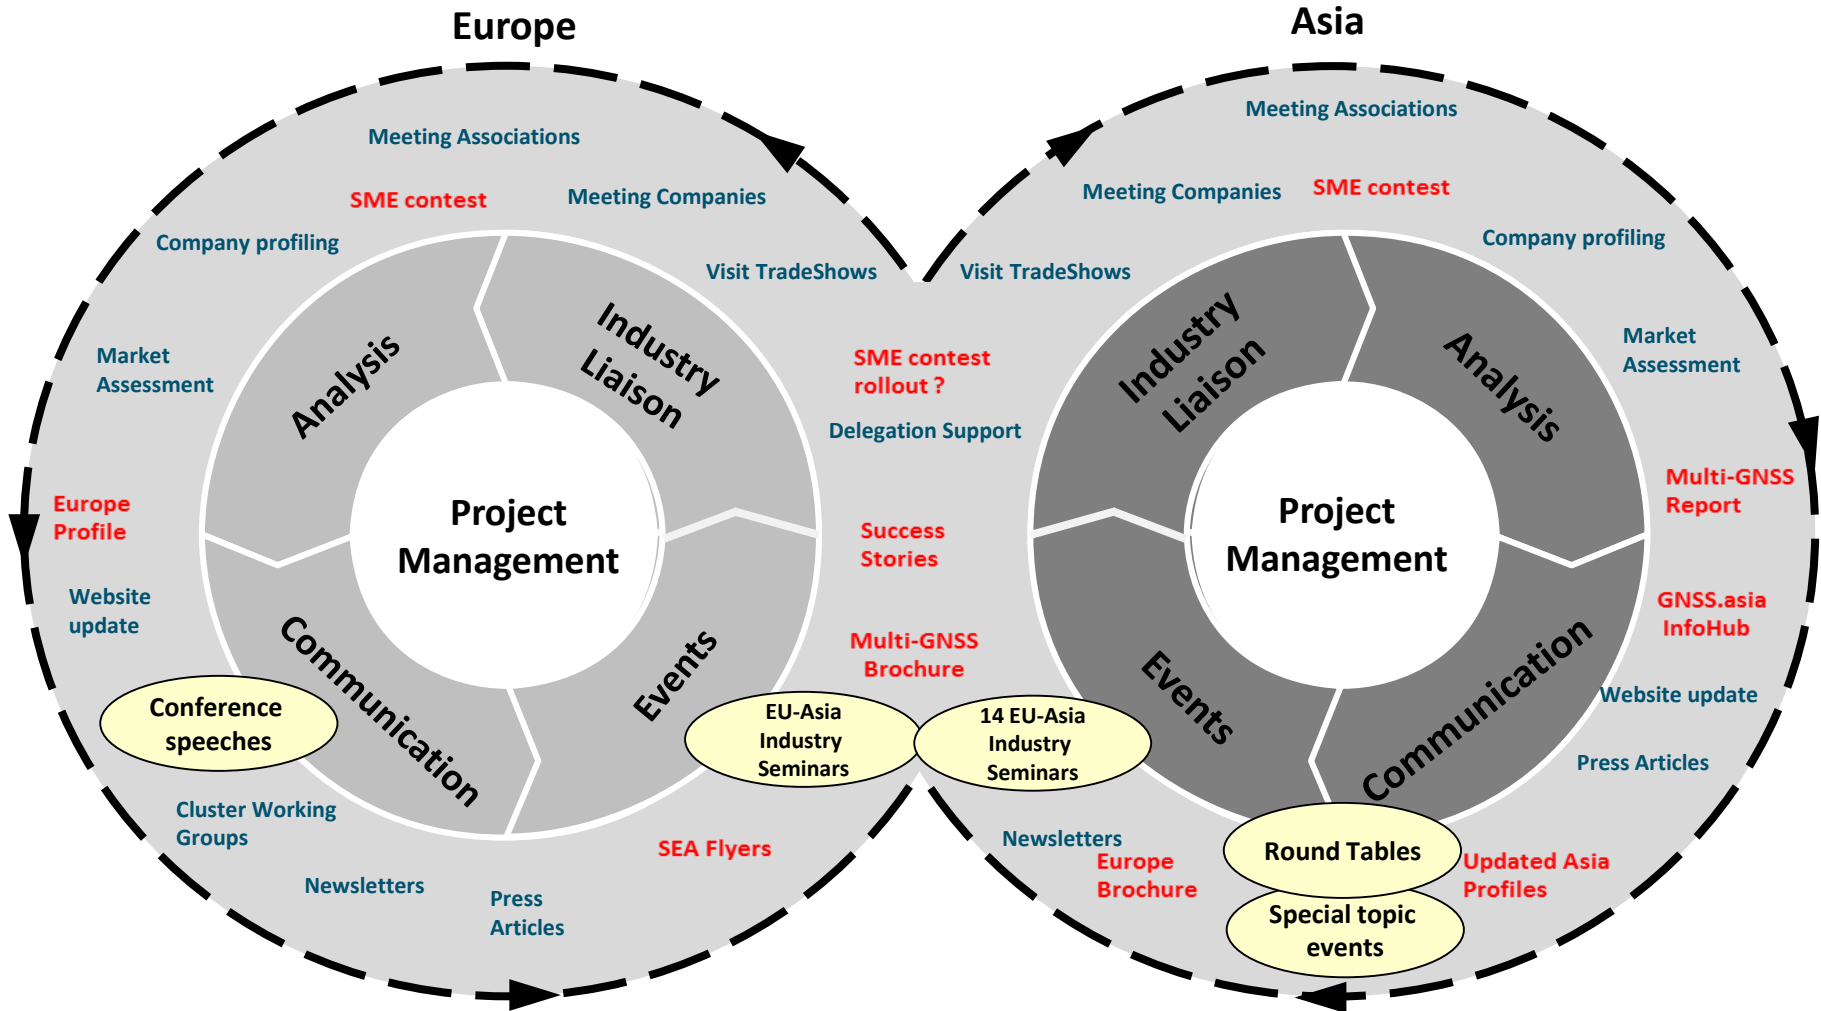 Europe
Asia
Meeting Associations
SME contest
Meeting Companies
Company profiling
Visit TradeShows
Market
Assessment
Analysis
Industry
Liaison
Europe
Profile
Project
Management
Website
update
Communication
Events
Conference
speeches
Cluster Working
Groups
Newsletters
Press
Articles
SEA Flyers
SME contest
rollout ?
Delegation Support
Success
Stories
Multi-GNSS
Brochure
EU-Asia
Industry
Seminars
14 EU-Asia
Industry
Seminars
Meeting Associations
Meeting Companies
SME contest
Company profiling
Visit TradeShows
Market
Assessment
Industry
Liaison
Analysis
Multi-GNSS
Report
Project
Management
GNSS.asia
InfoHub
Events
Communication
Website update
Press Articles
Newsletters
Europe
Brochure
Round Tables
Updated Asia
Profiles
Special topic
events